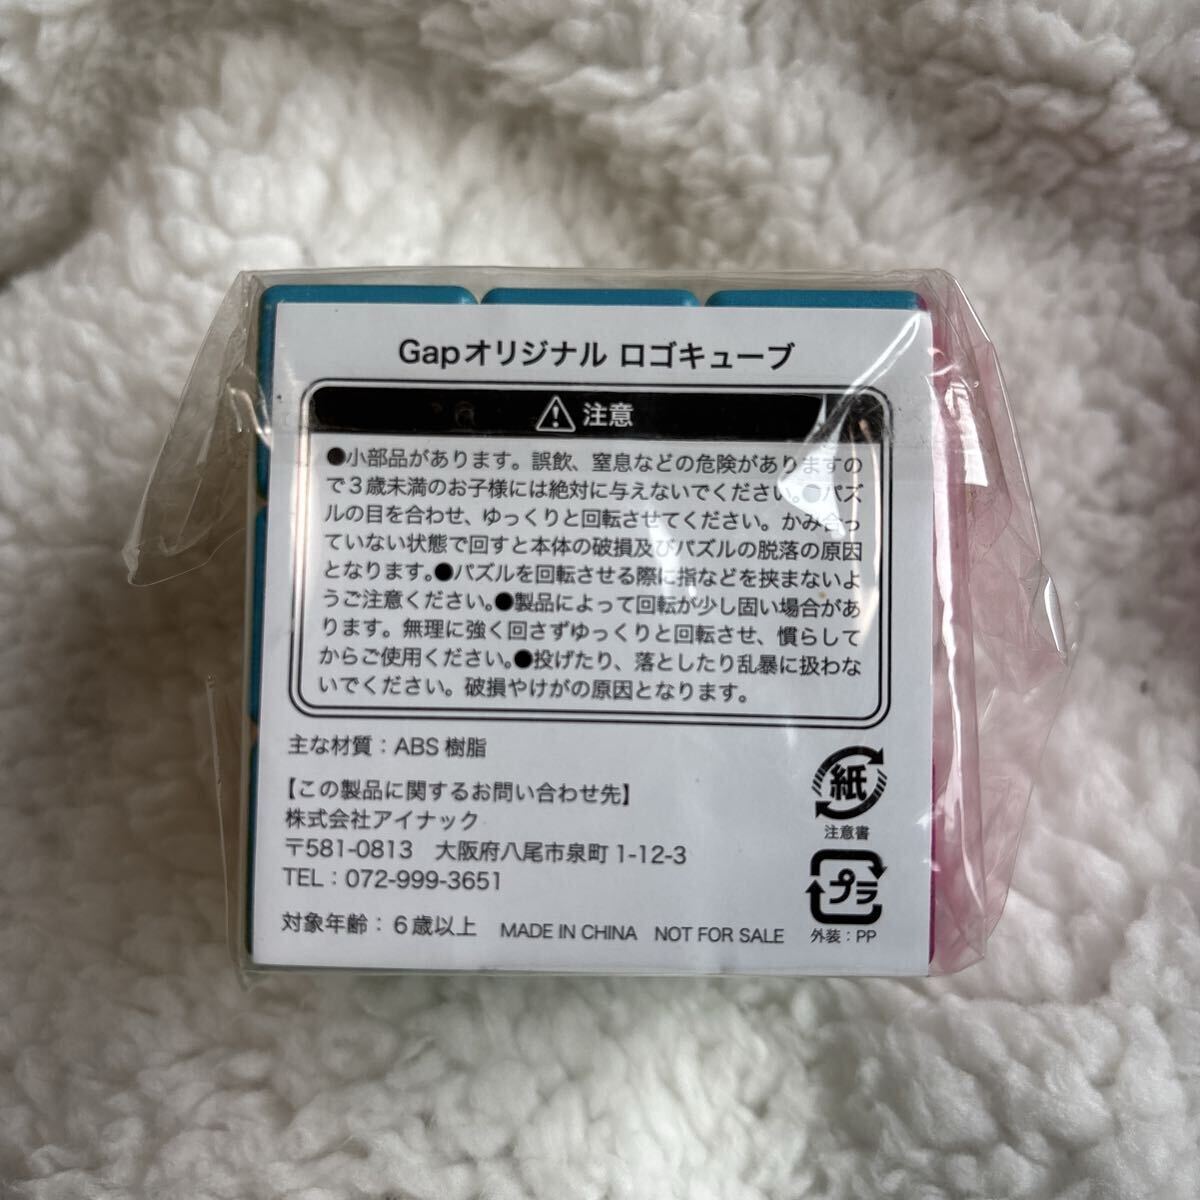 Gapオリジナル ロゴキューブ
注意
●小部品があります。誤飲、窒息などの危険がありますの
で3歳未満のお子様には絶対に与えないでください。●パズ
ルの目を合わせ、ゆっくりと回転させてください。かみ合っ
ていない状態で回すと本体の破損及びパズルの脱落の原因
となります。●パズルを回転させる際に指などを挟まないよ
うご注意ください。●製品によって回転が少し固い場合があ
ります。無理に強く回さずゆっくりと回転させ、慣らして
からご使用ください。●投げたり、落としたり乱暴に扱わな
いでください。破損やけがの原因となります。
主な材質：ABS 樹脂
【この製品に関するお問い合わせ先】
株式会社アイナック
〒581-0813 大阪府八尾市泉町 1-12-3
TEL：072-999-3651
対象年齢：6歳以上 MADE IN CHINA NOT FOR SALE
紙
注意書
プラ
外装：PP